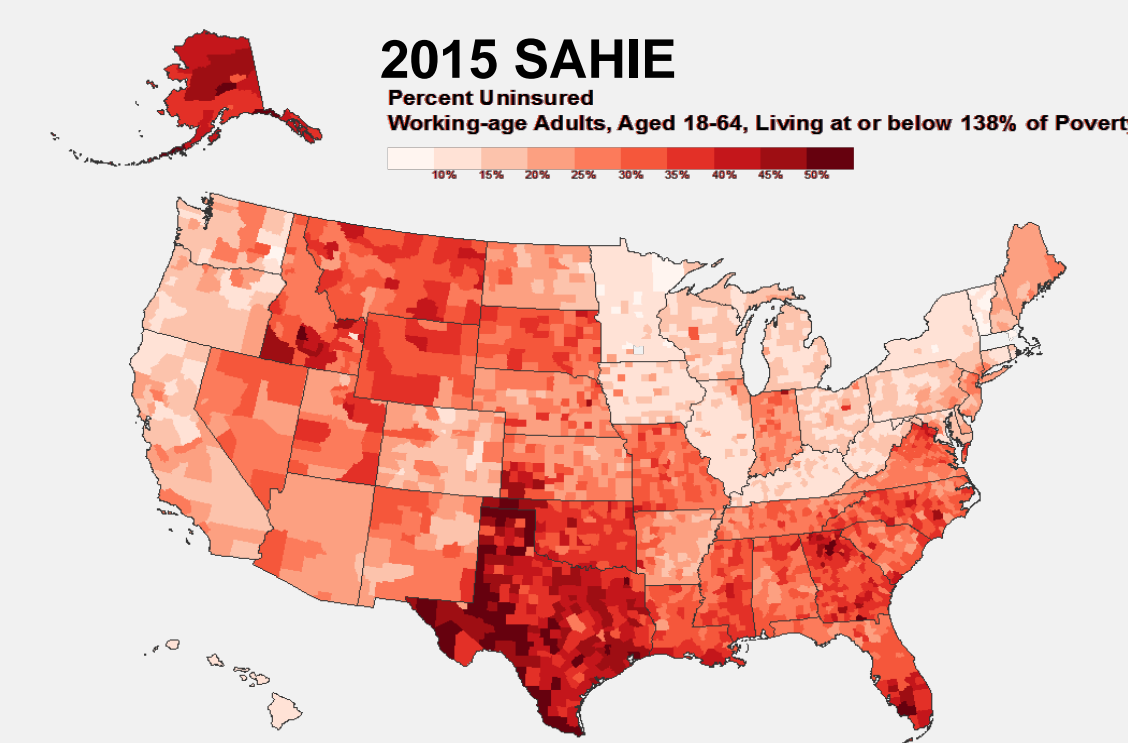 2015 SAHIE
Percent Uninsured
Working-age Adults, Aged 18-64, Living at or below 138% of Poverty
10% 15% 20% 25% 30% 35% 40% 45% 50%